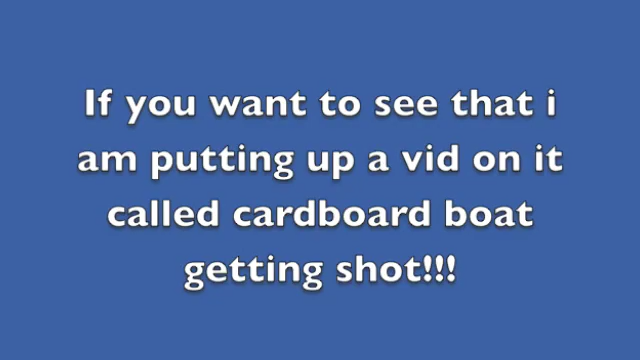 If you want to see that i
am putting up a vid on it
called cardboard boat
getting shot!!!